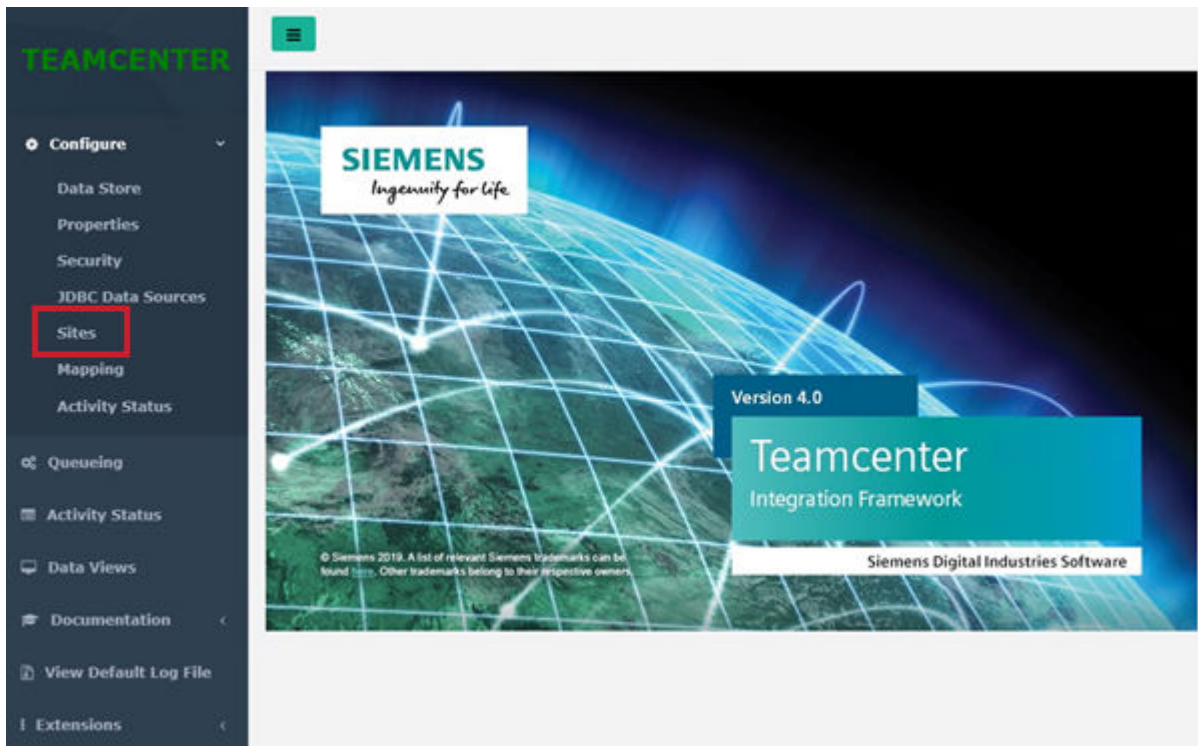 TEAMCENTER
Configure
Data Store
Properties
Security
JDBC Data Sources
Sites
Mapping
Activity Status
Queueing
Activity Status
Data Views
Documentation
View Default Log File
Extensions
SIEMENS
Ingenuity for life
Version 4.0
Teamcenter
Integration Framework
Siemens Digital Industries Software
© Siemens 2019. A list of relevant Siemens trademarks can be
found here. Other trademarks belong to their respective owners.